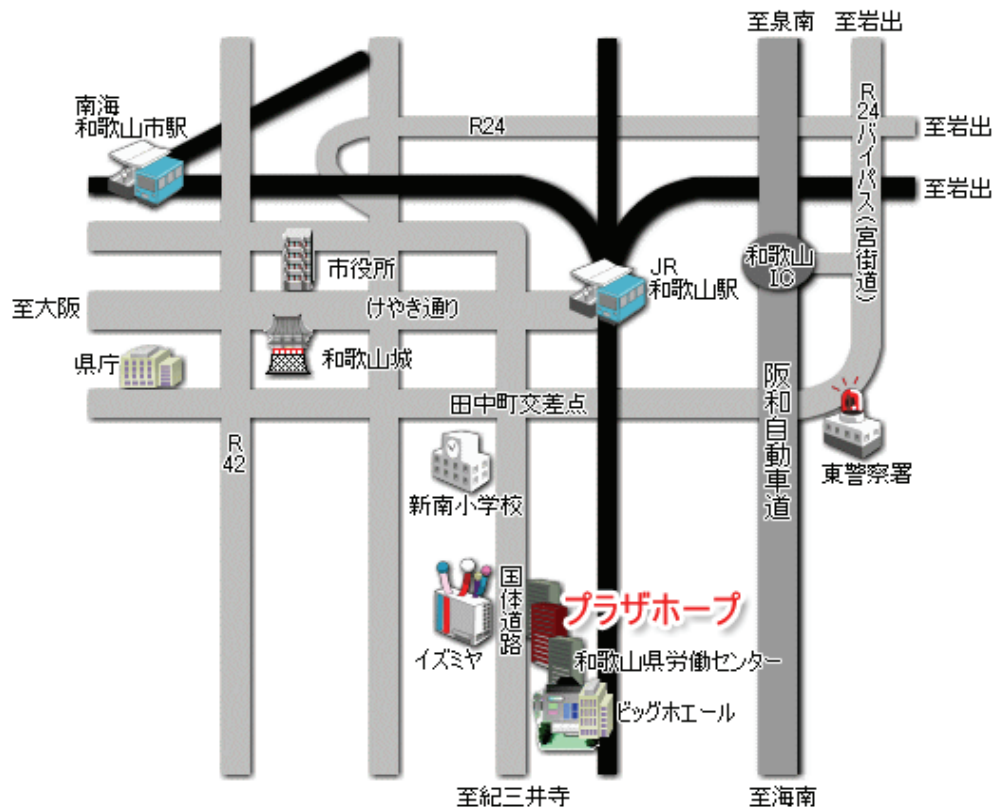 至泉南
至岩出
南海
和歌山市駅
R24
至岩出
R24バイパス(宮街道)
至岩出
市役所
JR
和歌山駅
和歌山
IC
至大阪
けやき通り
県庁
和歌山城
田中町交差点
阪和自動車道
R
42
新南小学校
東警察署
国体道路
プラザホープ
イズミヤ
和歌山県労働センター
ビッグホエール
至紀三井寺
至海南